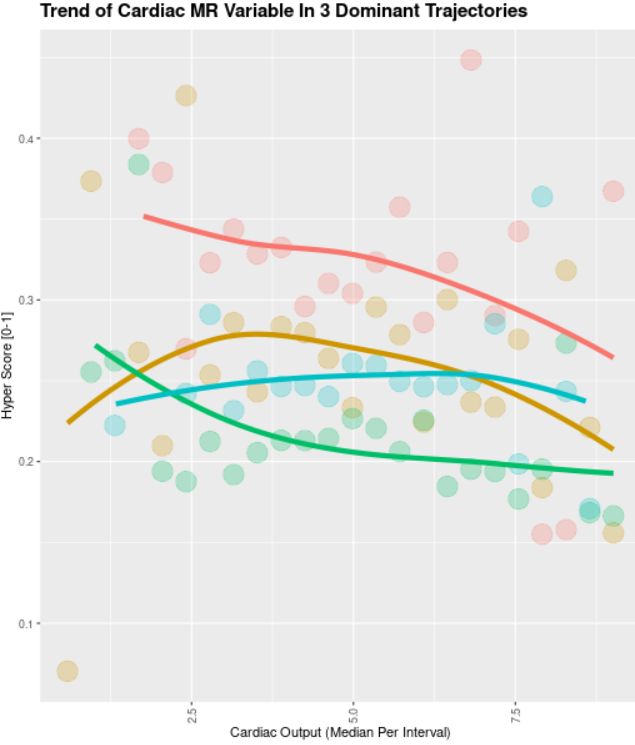 Trend of Cardiac MR Variable In 3 Dominant Trajectories
Hyper Score [0-1]
0.4
0.3
0.2
0.1
2.5
5.0
7.5
Cardiac Output (Median Per Interval)